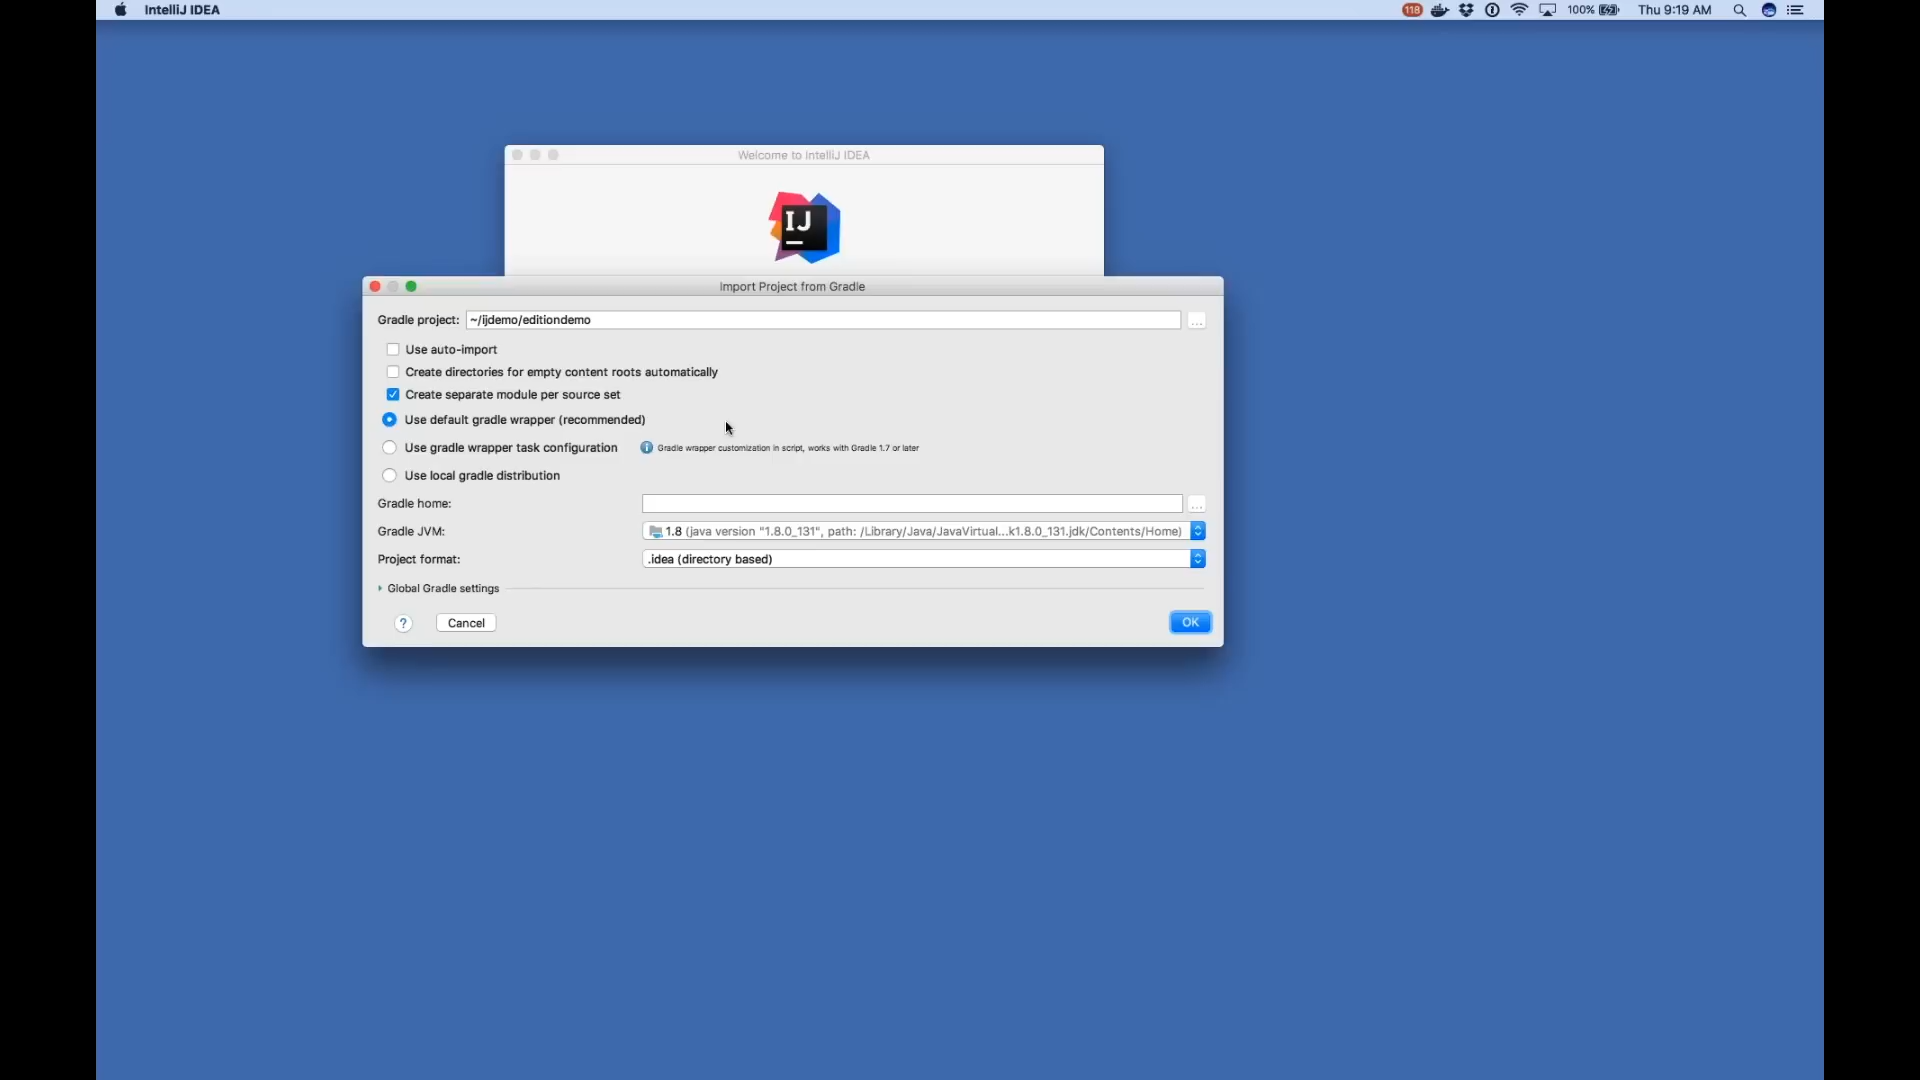 IntelliJ IDEA 118 100% Thu 9:19 AM
Welcome to IntelliJ IDEA
IJ
Import Project from Gradle
Gradle project: ~/ijdemo/editiondemo ...
Use auto-import
Create directories for empty content roots automatically
Create separate module per source set
Use default gradle wrapper (recommended)
Use gradle wrapper task configuration Gradle wrapper customization in script, works with Gradle 1.7 or later
Use local gradle distribution
Gradle home: ...
Gradle JVM: 1.8 (java version "1.8.0_131", path: /Library/Java/JavaVirtual...k1.8.0_131.jdk/Contents/Home)
Project format: .idea (directory based)
Global Gradle settings
? Cancel OK